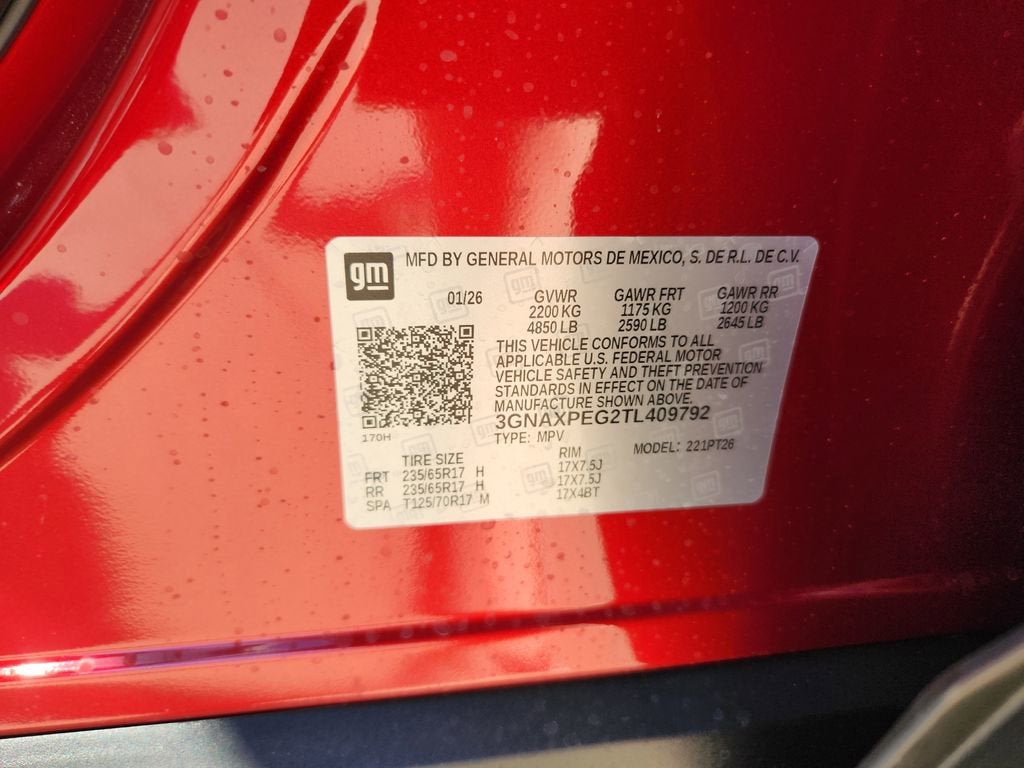 gm
MFD BY GENERAL MOTORS DE MEXICO, S. DE R.L. DE C.V.
01/26 GVWR GAWR FRT GAWR RR
2200 KG 1175 KG 1200 KG
4850 LB 2590 LB 2645 LB
THIS VEHICLE CONFORMS TO ALL
APPLICABLE U.S. FEDERAL MOTOR
VEHICLE SAFETY AND THEFT PREVENTION
STANDARDS IN EFFECT ON THE DATE OF
MANUFACTURE SHOWN ABOVE.
3GNAXPEG2TL409792
170H
TYPE: MPV MODEL: 221PT26
TIRE SIZE RIM
FRT 235/65R17 H 17X7.5J
RR 235/65R17 H 17X7.5J
SPA T125/70R17 M 17X4BT